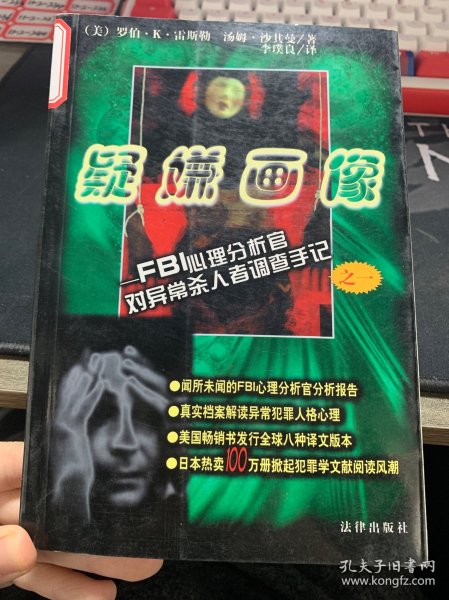 （美）罗伯·K·雷斯勒 汤姆·沙其曼/著
李璞良/译
疑嫌画像
—FBI心理分析官
对异常杀人者调查手记
之一
●闻所未闻的FBI心理分析官分析报告
●真实档案解读异常犯罪人格心理
●美国畅销书发行全球八种译文版本
●日本热卖100万册掀起犯罪学文献阅读风潮
法律出版社
孔夫子旧书网
www.kongfz.com